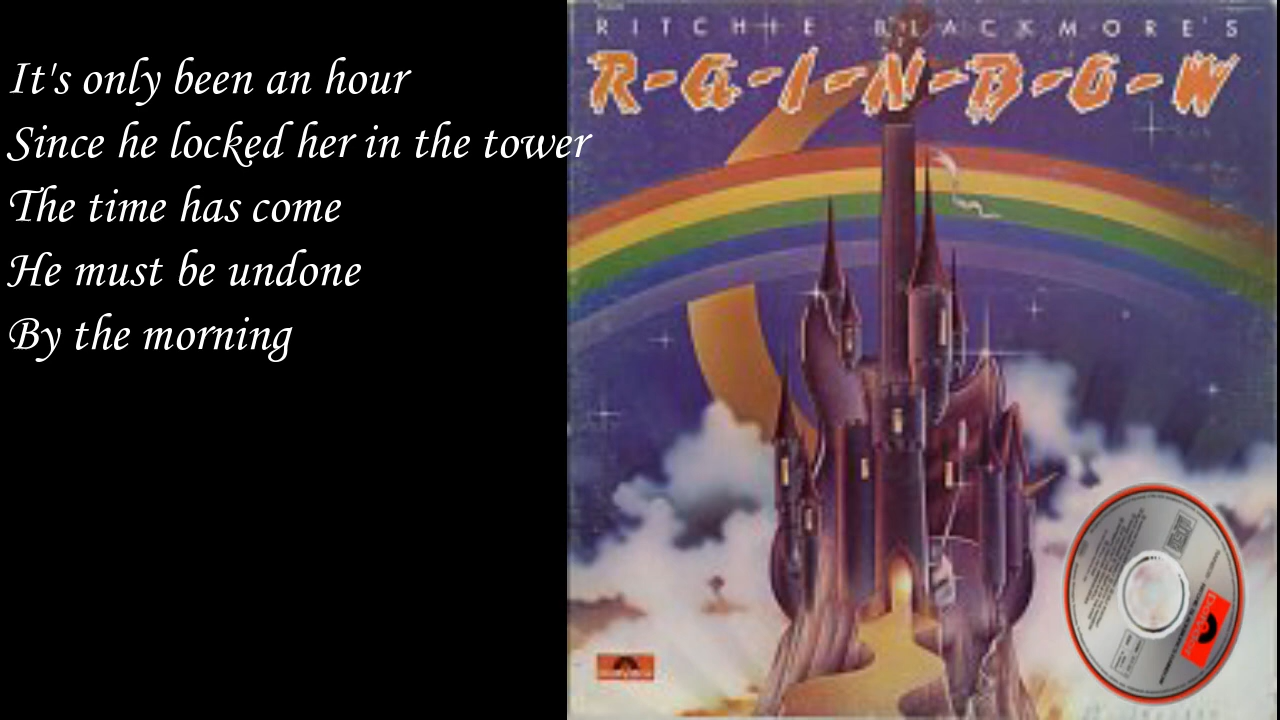 It's only been an hour
Since he locked her in the tower
The time has come
He must be undone
By the morning
RITCHIE BLACKMORE'S
R-A-I-N-B-O-W